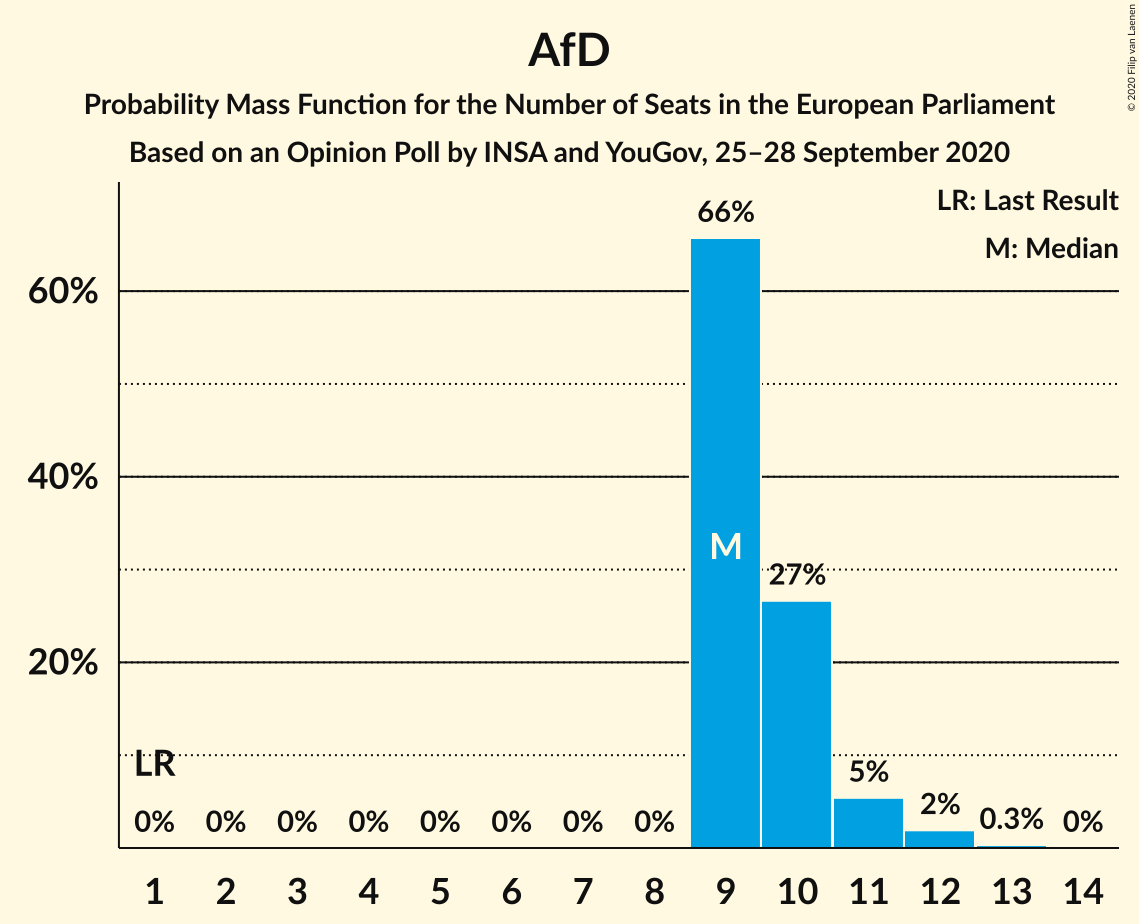 AfD
Probability Mass Function for the Number of Seats in the European Parliament
Based on an Opinion Poll by INSA and YouGov, 25–28 September 2020
© 2020 Filip van Laenen
LR: Last Result
M: Median
66%
60%
40%
M
27%
20%
LR
5%
2%
0% 0% 0% 0% 0% 0% 0% 0% 0.3% 0%
1 2 3 4 5 6 7 8 9 10 11 12 13 14